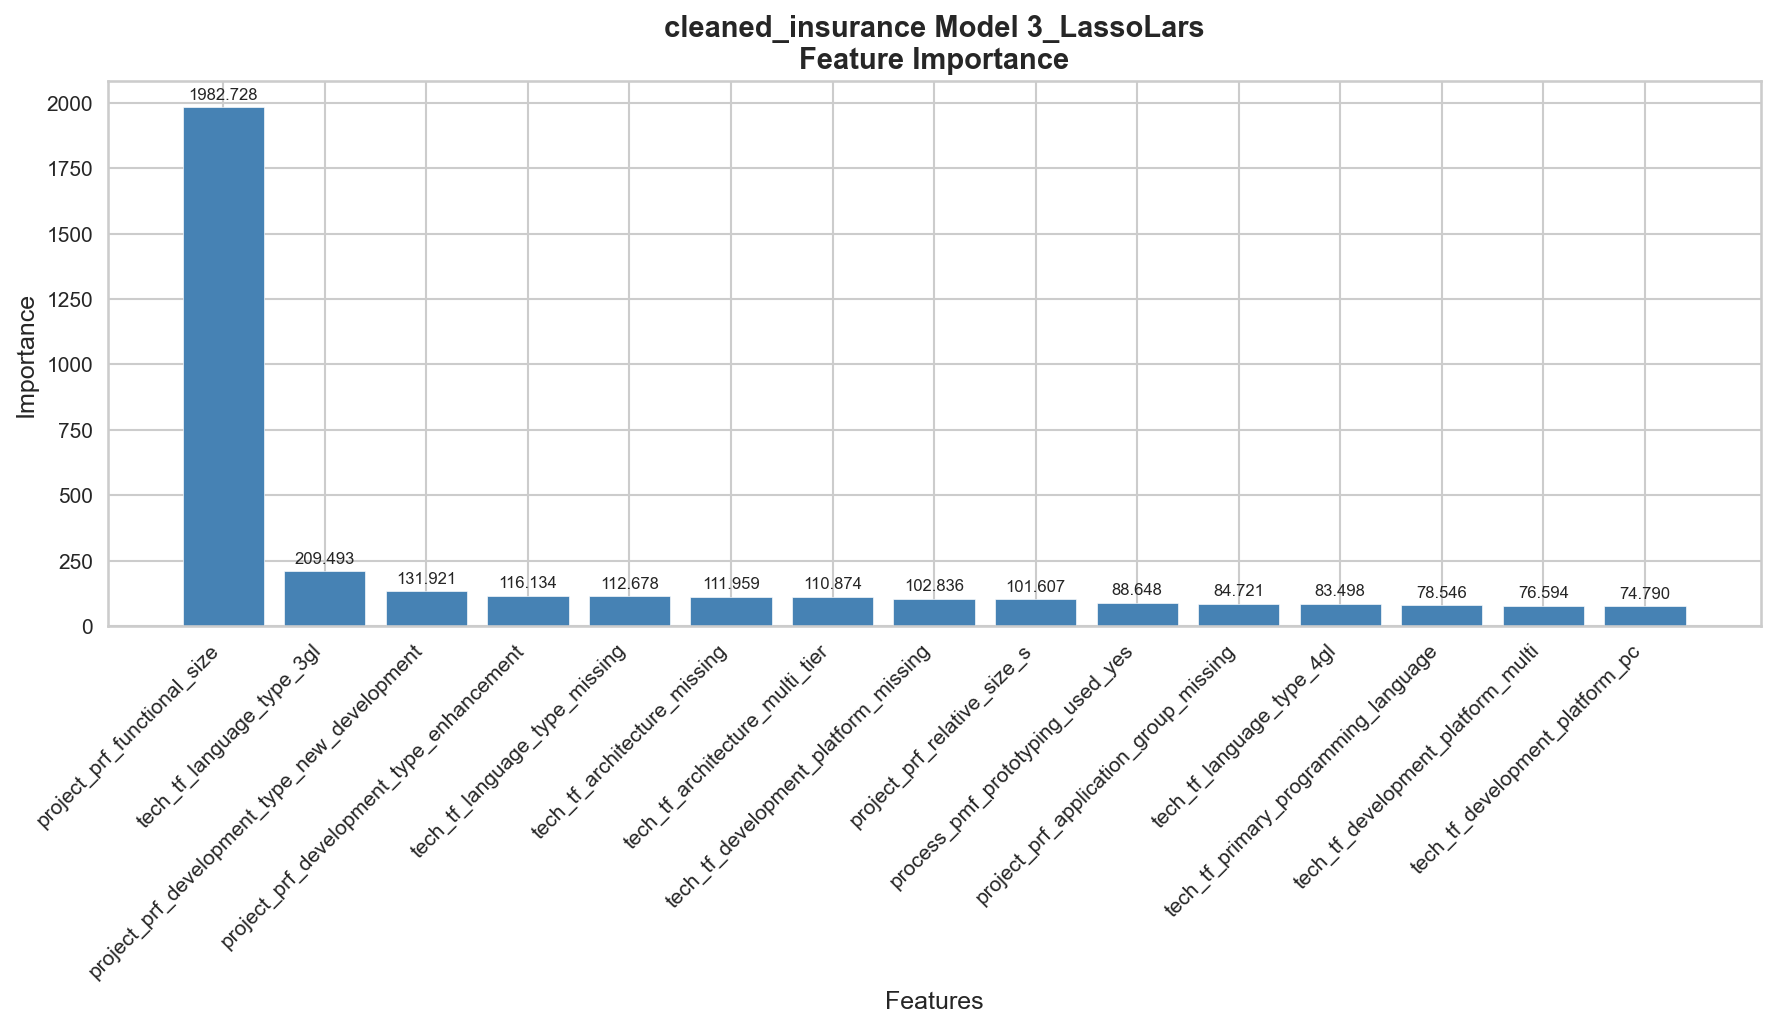 cleaned_insurance Model 3_LassoLars
Feature Importance
Importance
2000
1750
1500
1250
1000
750
500
250
0
1982.728
209.493
131.921
116.134
112.678
111.959
110.874
102.836
101.607
88.648
84.721
83.498
78.546
76.594
74.790
project_prf_functional_size
tech_tf_language_type_3gl
project_prf_development_type_new_development
project_prf_development_type_enhancement
tech_tf_language_type_missing
tech_tf_architecture_missing
tech_tf_architecture_multi_tier
tech_tf_development_platform_missing
project_prf_relative_size_s
process_pmf_prototyping_used_yes
project_prf_application_group_missing
tech_tf_language_type_4gl
tech_tf_primary_programming_language
tech_tf_development_platform_multi
tech_tf_development_platform_pc
Features